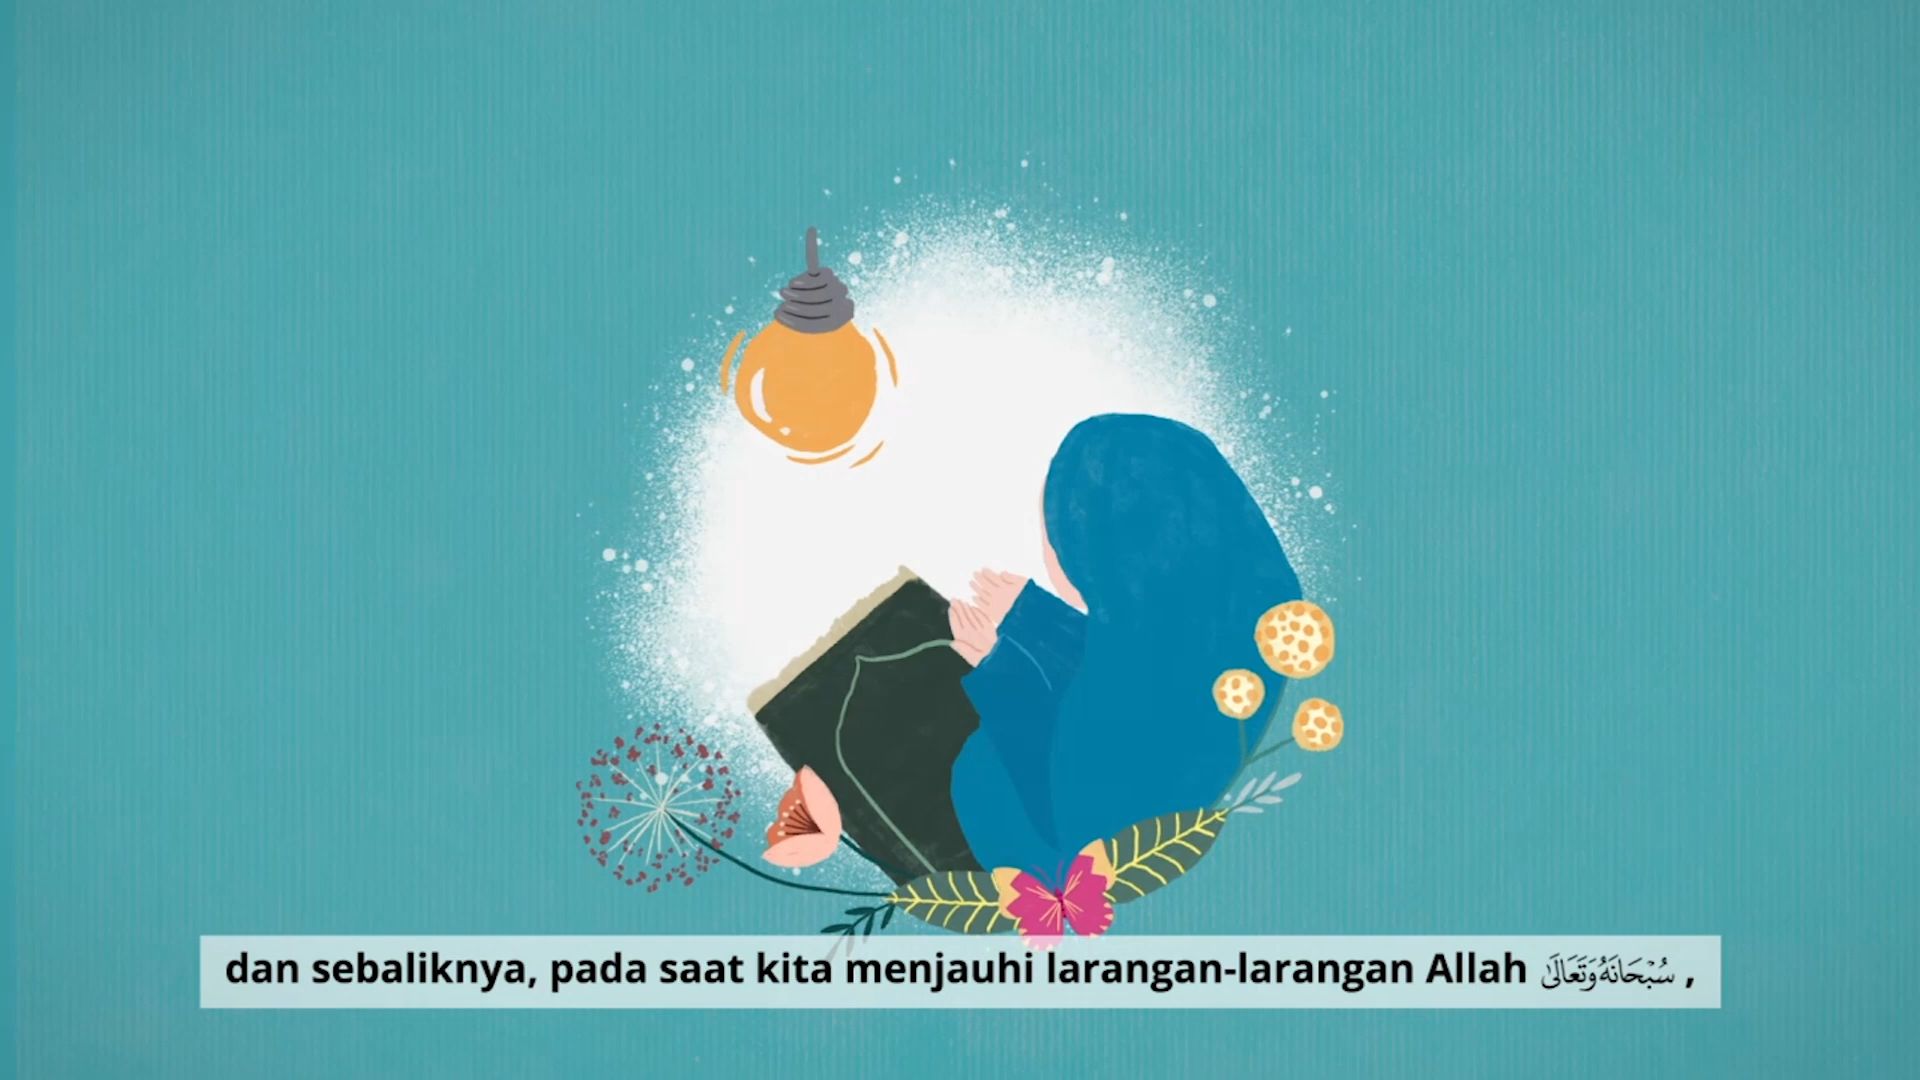 dan sebaliknya, pada saat kita menjauhi larangan-larangan Allah سُبْحَانَهُ وَتَعَالَىٰ ,